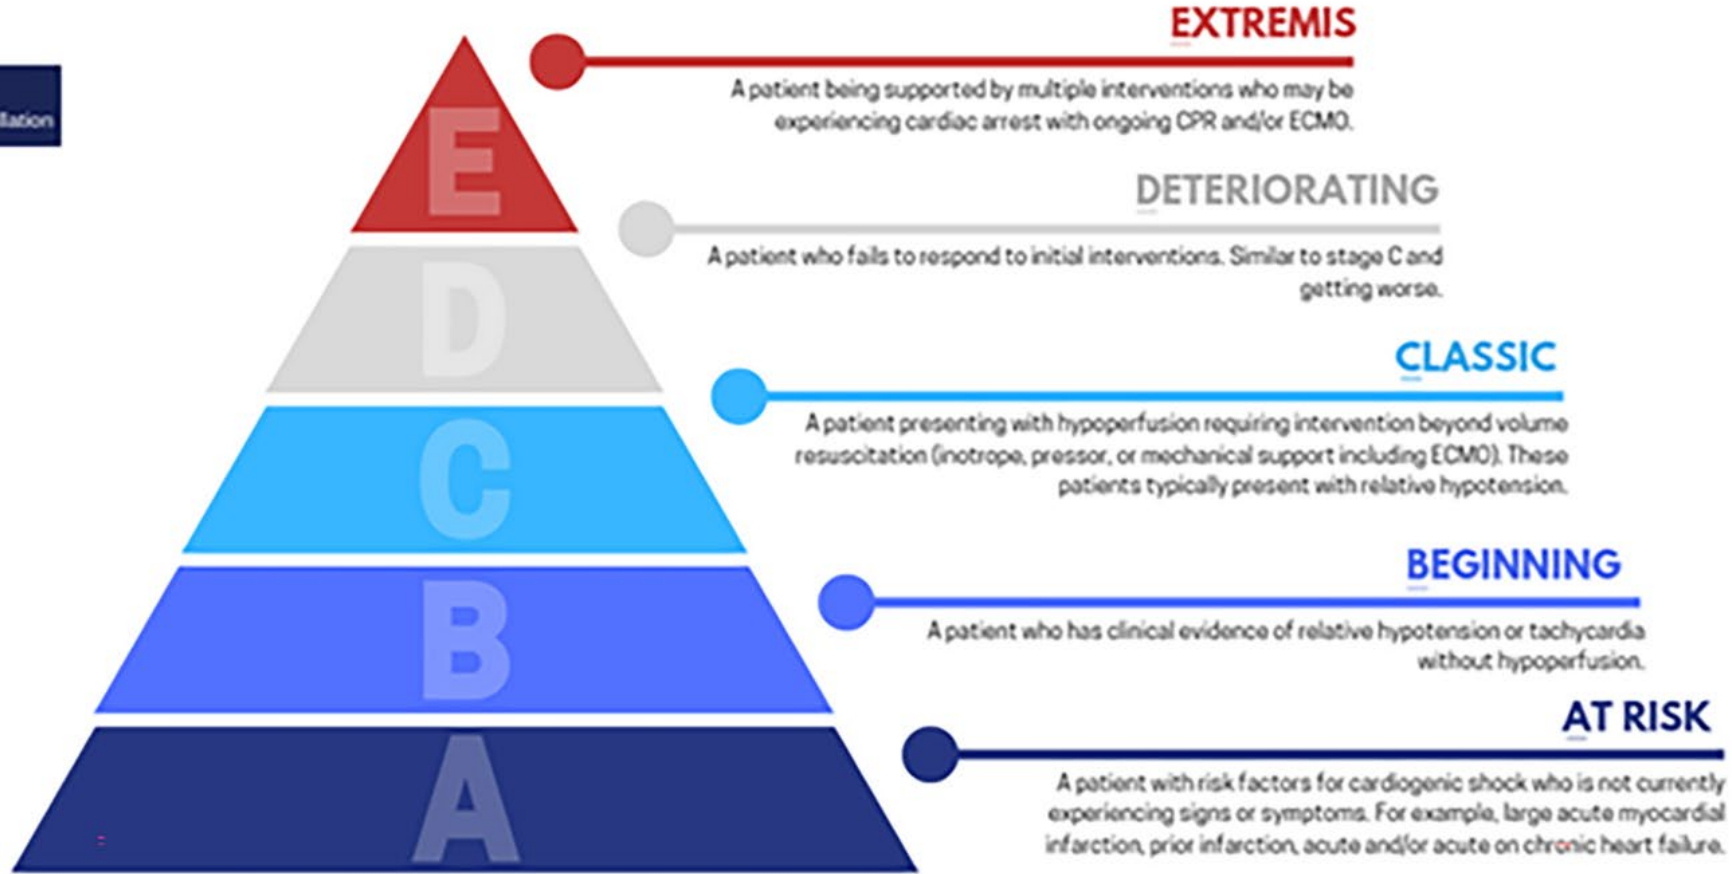 EXTREMIS
A patient being supported by multiple interventions who may be
experiencing cardiac arrest with ongoing CPR and/or ECMO.
E
llation
DETERIORATING
A patient who fails to respond to initial interventions. Similar to stage C and
getting worse.
D
CLASSIC
A patient presenting with hypoperfusion requiring intervention beyond volume
resuscitation (inotrope, pressor, or mechanical support including ECMO). These
patients typically present with relative hypotension.
C
BEGINNING
A patient who has clinical evidence of relative hypotension or tachycardia
without hypoperfusion.
B
AT RISK
A patient with risk factors for cardiogenic shock who is not currently
experiencing signs or symptoms. For example, large acute myocardial
infarction, prior infarction, acute and/or acute on chronic heart failure.
A